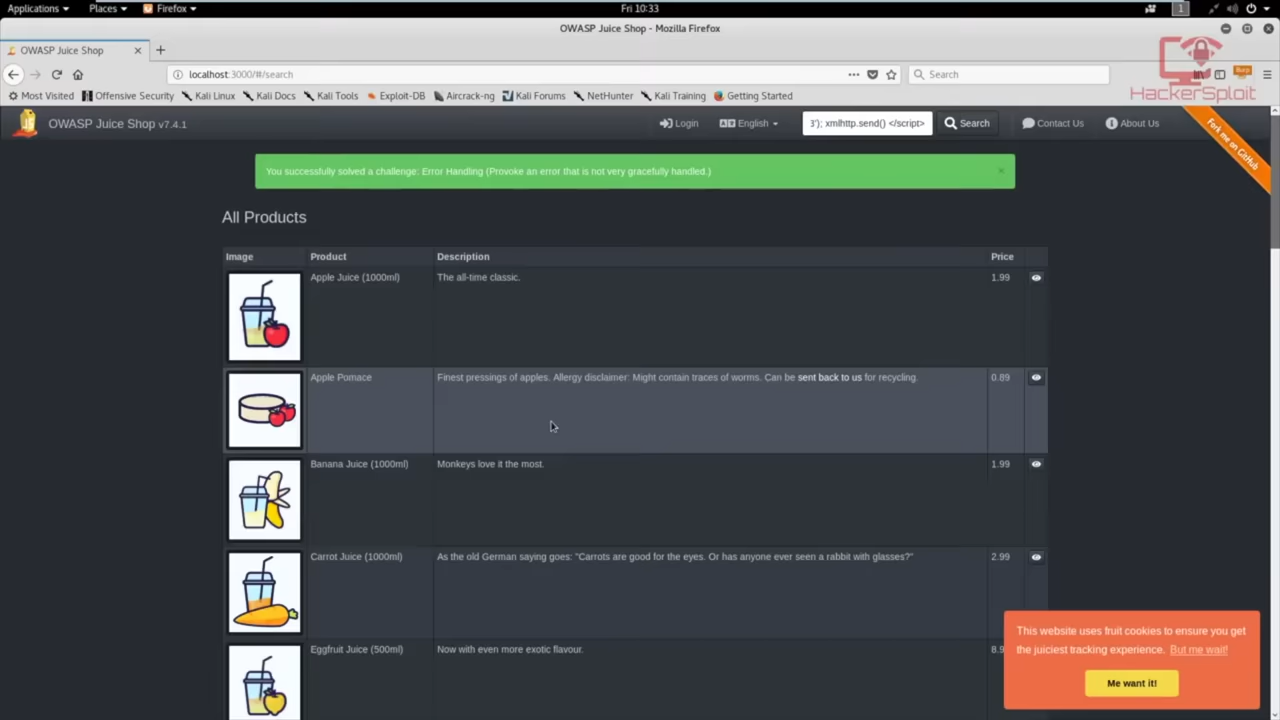 Applications Places Firefox Fri 10:33 1
OWASP Juice Shop - Mozilla Firefox
OWASP Juice Shop
localhost:3000/#/search Search
HackerSploit
Most Visited Offensive Security Kali Linux Kali Docs Kali Tools Exploit-DB Aircrack-ng Kali Forums NetHunter Kali Training Getting Started
OWASP Juice Shop v7.4.1 Login English 3'); xmlhttp.send() </script> Search Contact Us About Us
Fork me on GitHub
You successfully solved a challenge: Error Handling (Provoke an error that is not very gracefully handled.) ×
All Products
Image Product Description Price
Apple Juice (1000ml) The all-time classic. 1.99
Apple Pomace Finest pressings of apples. Allergy disclaimer: Might contain traces of worms. Can be sent back to us for recycling. 0.89
Banana Juice (1000ml) Monkeys love it the most. 1.99
Carrot Juice (1000ml) As the old German saying goes: "Carrots are good for the eyes. Or has anyone ever seen a rabbit with glasses?" 2.99
Eggfruit Juice (500ml) Now with even more exotic flavour.
This website uses fruit cookies to ensure you get
the juiciest tracking experience. But me wait!
Me want it!